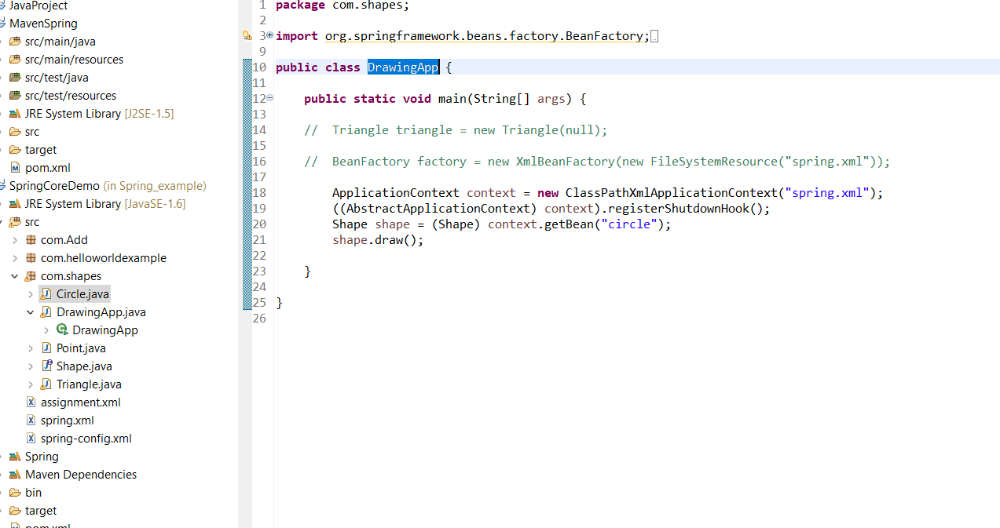 JavaProject
MavenSpring
src/main/java
src/main/resources
src/test/java
src/test/resources
JRE System Library [J2SE-1.5]
src
target
pom.xml
SpringCoreDemo (in Spring_example)
JRE System Library [JavaSE-1.6]
src
com.Add
com.helloworldexample
com.shapes
Circle.java
DrawingApp.java
DrawingApp
Point.java
Shape.java
Triangle.java
assignment.xml
spring.xml
spring-config.xml
Spring
Maven Dependencies
bin
target
pom.xml
1 package com.shapes;
2
3 import org.springframework.beans.factory.BeanFactory;
9
10 public class DrawingApp {
11
12 public static void main(String[] args) {
13
14 // Triangle triangle = new Triangle(null);
15
16 // BeanFactory factory = new XmlBeanFactory(new FileSystemResource("spring.xml"));
17
18 ApplicationContext context = new ClassPathXmlApplicationContext("spring.xml");
19 ((AbstractApplicationContext) context).registerShutdownHook();
20 Shape shape = (Shape) context.getBean("circle");
21 shape.draw();
22
23 }
24
25 }
26